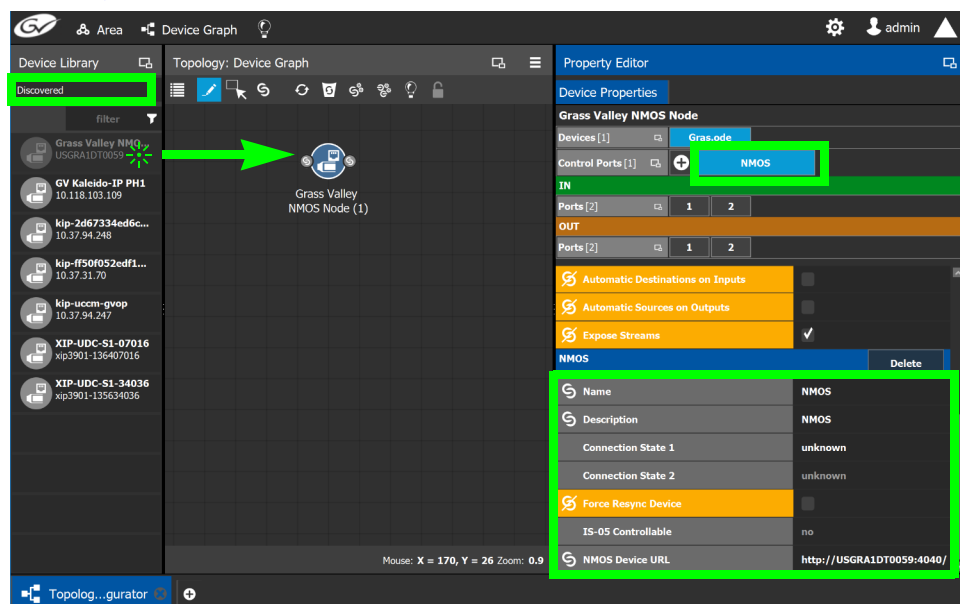 GV Area Device Graph admin
Device Library
Discovered
filter
Grass Valley NMO...
USGRA1DT0059
GV Kaleido-IP PH1
10.118.103.109
kip-2d67334ed6c...
10.37.94.248
kip-ff50f052edf1...
10.37.31.70
kip-uccm-gvop
10.37.94.247
XIP-UDC-S1-07016
xip3901-136407016
XIP-UDC-S1-34036
xip3901-135634036
Topology: Device Graph
Grass Valley
NMOS Node (1)
Mouse: X = 170, Y = 26 Zoom: 0.9
Property Editor
Device Properties
Grass Valley NMOS Node
Devices [1] Gras.ode
Control Ports [1] NMOS
IN
Ports [2] 1 2
OUT
Ports [2] 1 2
Automatic Destinations on Inputs
Automatic Sources on Outputs
Expose Streams
NMOS Delete
Name NMOS
Description NMOS
Connection State 1 unknown
Connection State 2 unknown
Force Resync Device
IS-05 Controllable no
NMOS Device URL http://USGRA1DT0059:4040/
Topolog...gurator